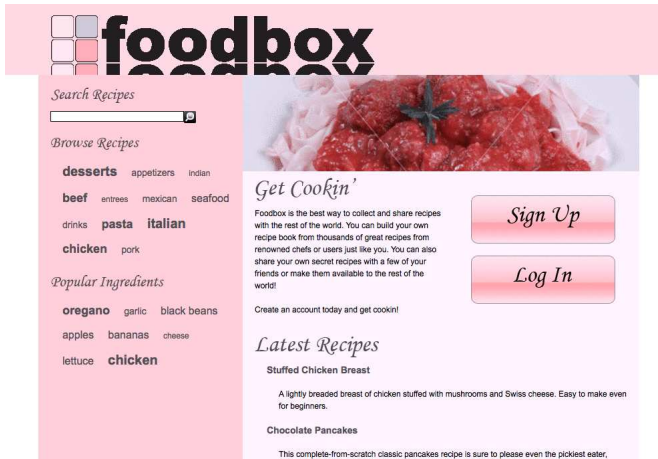 foodbox
Search Recipes
Browse Recipes
desserts appetizers indian
beef entrees mexican seafood
drinks pasta italian
chicken pork
Popular Ingredients
oregano garlic black beans
apples bananas cheese
lettuce chicken
Get Cookin'
Foodbox is the best way to collect and share recipes
with the rest of the world. You can build your own
recipe book from thousands of great recipes from
renowned chefs or users just like you. You can also
share your own secret recipes with a few of your
friends or make them available to the rest of the
world!
Create an account today and get cookin!
Sign Up
Log In
Latest Recipes
Stuffed Chicken Breast
A lightly breaded breast of chicken stuffed with mushrooms and Swiss cheese. Easy to make even
for beginners.
Chocolate Pancakes
This complete-from-scratch classic pancakes recipe is sure to please even the pickiest eater,